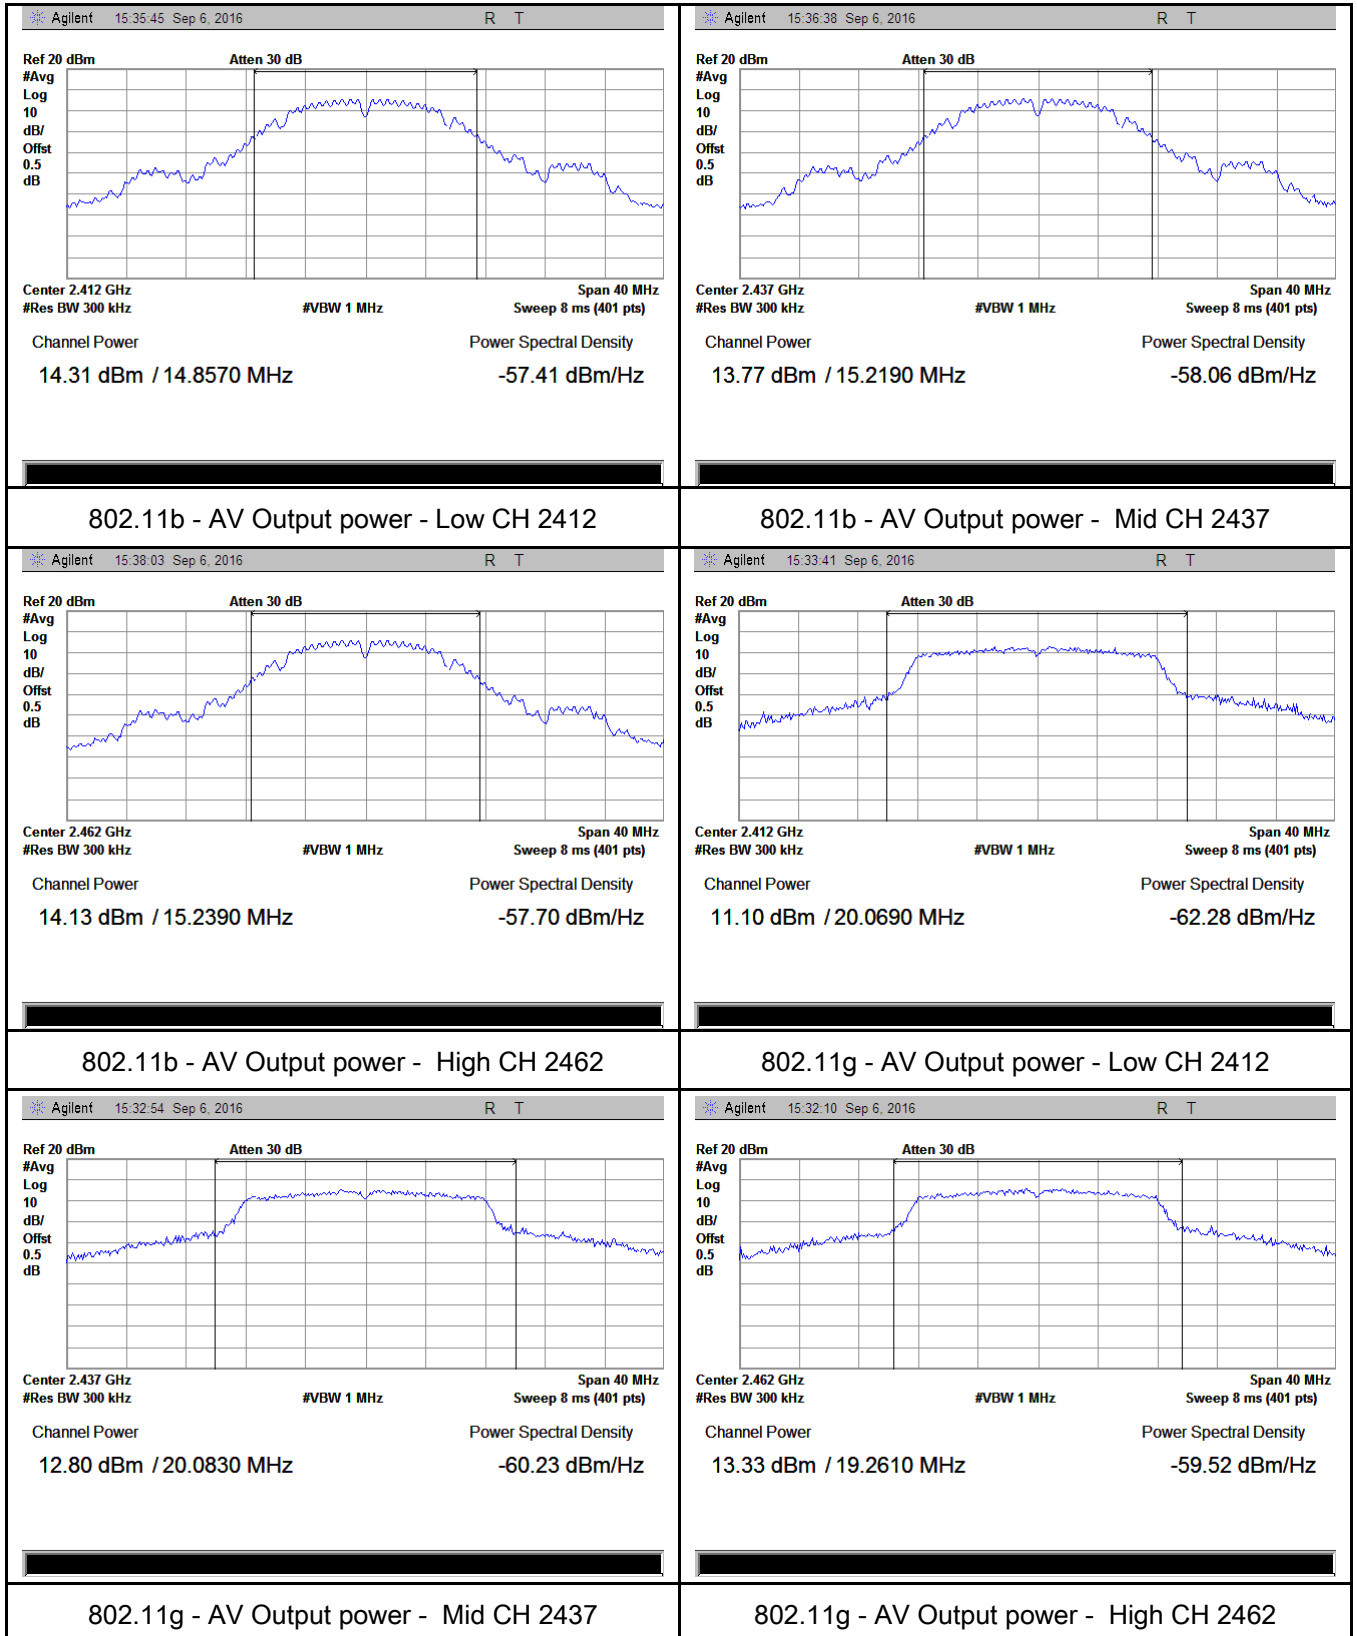 Agilent 15:35:45 Sep 6, 2016 R T
Ref 20 dBm Atten 30 dB
#Avg
Log
10
dB/
Offst
0.5
dB
Center 2.412 GHz Span 40 MHz
#Res BW 300 kHz #VBW 1 MHz Sweep 8 ms (401 pts)
Channel Power Power Spectral Density
14.31 dBm / 14.8570 MHz -57.41 dBm/Hz
802.11b - AV Output power - Low CH 2412
Agilent 15:36:38 Sep 6, 2016 R T
Ref 20 dBm Atten 30 dB
#Avg
Log
10
dB/
Offst
0.5
dB
Center 2.437 GHz Span 40 MHz
#Res BW 300 kHz #VBW 1 MHz Sweep 8 ms (401 pts)
Channel Power Power Spectral Density
13.77 dBm / 15.2190 MHz -58.06 dBm/Hz
802.11b - AV Output power - Mid CH 2437
Agilent 15:38:03 Sep 6, 2016 R T
Ref 20 dBm Atten 30 dB
#Avg
Log
10
dB/
Offst
0.5
dB
Center 2.462 GHz Span 40 MHz
#Res BW 300 kHz #VBW 1 MHz Sweep 8 ms (401 pts)
Channel Power Power Spectral Density
14.13 dBm / 15.2390 MHz -57.70 dBm/Hz
802.11b - AV Output power - High CH 2462
Agilent 15:33:41 Sep 6, 2016 R T
Ref 20 dBm Atten 30 dB
#Avg
Log
10
dB/
Offst
0.5
dB
Center 2.412 GHz Span 40 MHz
#Res BW 300 kHz #VBW 1 MHz Sweep 8 ms (401 pts)
Channel Power Power Spectral Density
11.10 dBm / 20.0690 MHz -62.28 dBm/Hz
802.11g - AV Output power - Low CH 2412
Agilent 15:32:54 Sep 6, 2016 R T
Ref 20 dBm Atten 30 dB
#Avg
Log
10
dB/
Offst
0.5
dB
Center 2.437 GHz Span 40 MHz
#Res BW 300 kHz #VBW 1 MHz Sweep 8 ms (401 pts)
Channel Power Power Spectral Density
12.80 dBm / 20.0830 MHz -60.23 dBm/Hz
802.11g - AV Output power - Mid CH 2437
Agilent 15:32:10 Sep 6, 2016 R T
Ref 20 dBm Atten 30 dB
#Avg
Log
10
dB/
Offst
0.5
dB
Center 2.462 GHz Span 40 MHz
#Res BW 300 kHz #VBW 1 MHz Sweep 8 ms (401 pts)
Channel Power Power Spectral Density
13.33 dBm / 19.2610 MHz -59.52 dBm/Hz
802.11g - AV Output power - High CH 2462